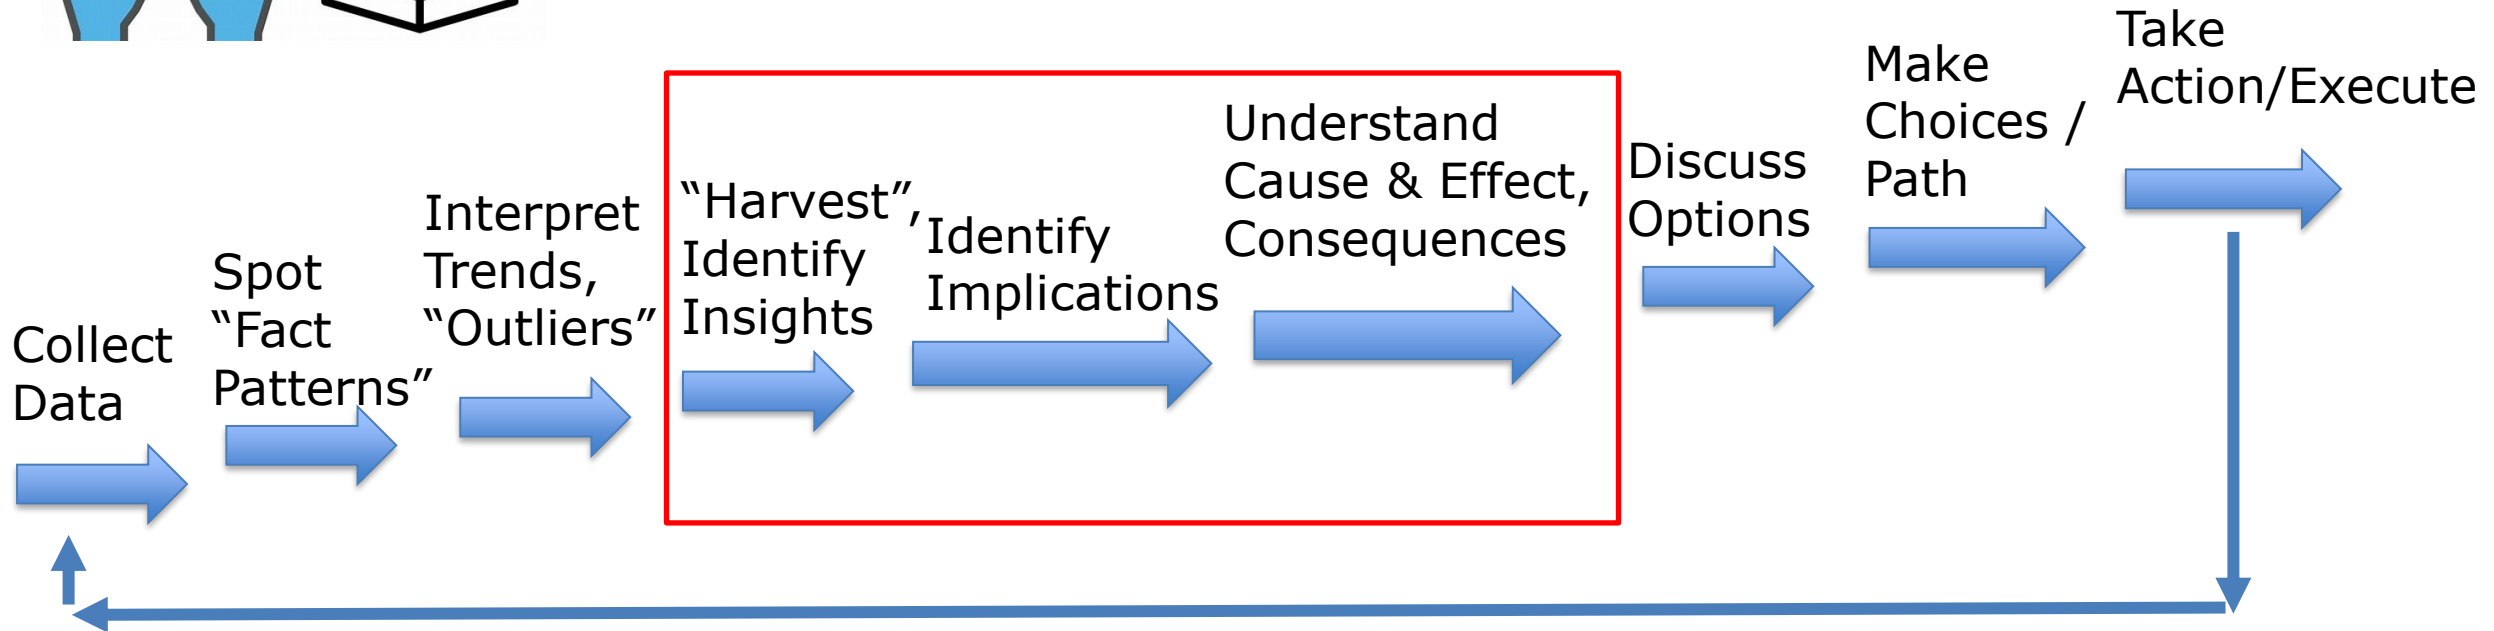 Collect
Data
Spot
“Fact
Patterns”
Interpret
Trends,
“Outliers”
“Harvest”,
Identify
Insights
Identify
Implications
Understand
Cause & Effect,
Consequences
Discuss
Options
Make
Choices /
Path
Take
Action/Execute